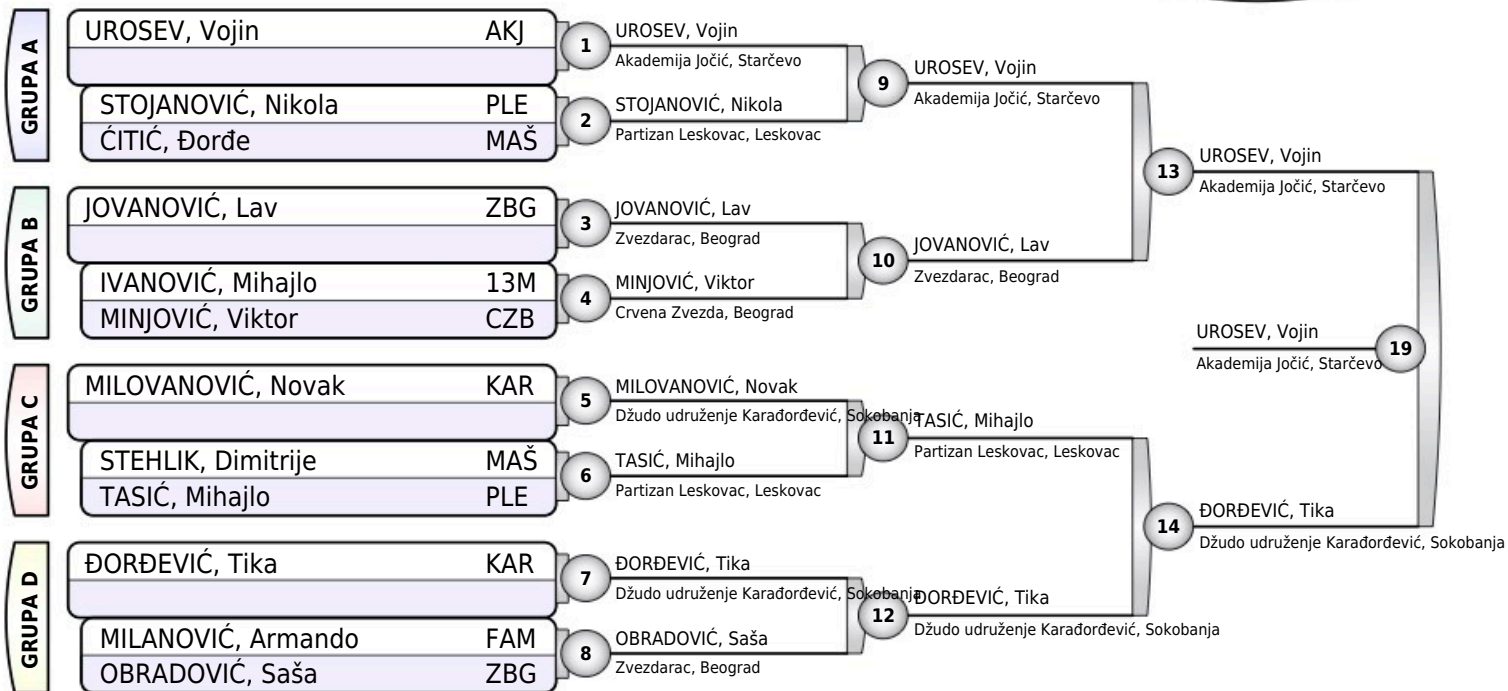 GRUPA A
UROSEV, Vojin AKJ
STOJANOVIĆ, Nikola PLE
ĆITIĆ, Đorđe MAŠ
GRUPA B
JOVANOVIĆ, Lav ZBG
IVANOVIĆ, Mihajlo 13M
MINJOVIĆ, Viktor CZB
GRUPA C
MILOVANOVIĆ, Novak KAR
STEHLIK, Dimitrije MAŠ
TASIĆ, Mihajlo PLE
GRUPA D
ĐORĐEVIĆ, Tika KAR
MILANOVIĆ, Armando FAM
OBRADOVIĆ, Saša ZBG
1
UROSEV, Vojin
Akademija Jočić, Starčevo
2
STOJANOVIĆ, Nikola
Partizan Leskovac, Leskovac
3
JOVANOVIĆ, Lav
Zvezdarac, Beograd
4
MINJOVIĆ, Viktor
Crvena Zvezda, Beograd
5
MILOVANOVIĆ, Novak
Džudo udruženje Karađorđević, Sokobanja
6
TASIĆ, Mihajlo
Partizan Leskovac, Leskovac
7
ĐORĐEVIĆ, Tika
Džudo udruženje Karađorđević, Sokobanja
8
OBRADOVIĆ, Saša
Zvezdarac, Beograd
9
UROSEV, Vojin
Akademija Jočić, Starčevo
10
JOVANOVIĆ, Lav
Zvezdarac, Beograd
11
TASIĆ, Mihajlo
Partizan Leskovac, Leskovac
12
ĐORĐEVIĆ, Tika
Džudo udruženje Karađorđević, Sokobanja
13
UROSEV, Vojin
Akademija Jočić, Starčevo
14
ĐORĐEVIĆ, Tika
Džudo udruženje Karađorđević, Sokobanja
UROSEV, Vojin
Akademija Jočić, Starčevo
19